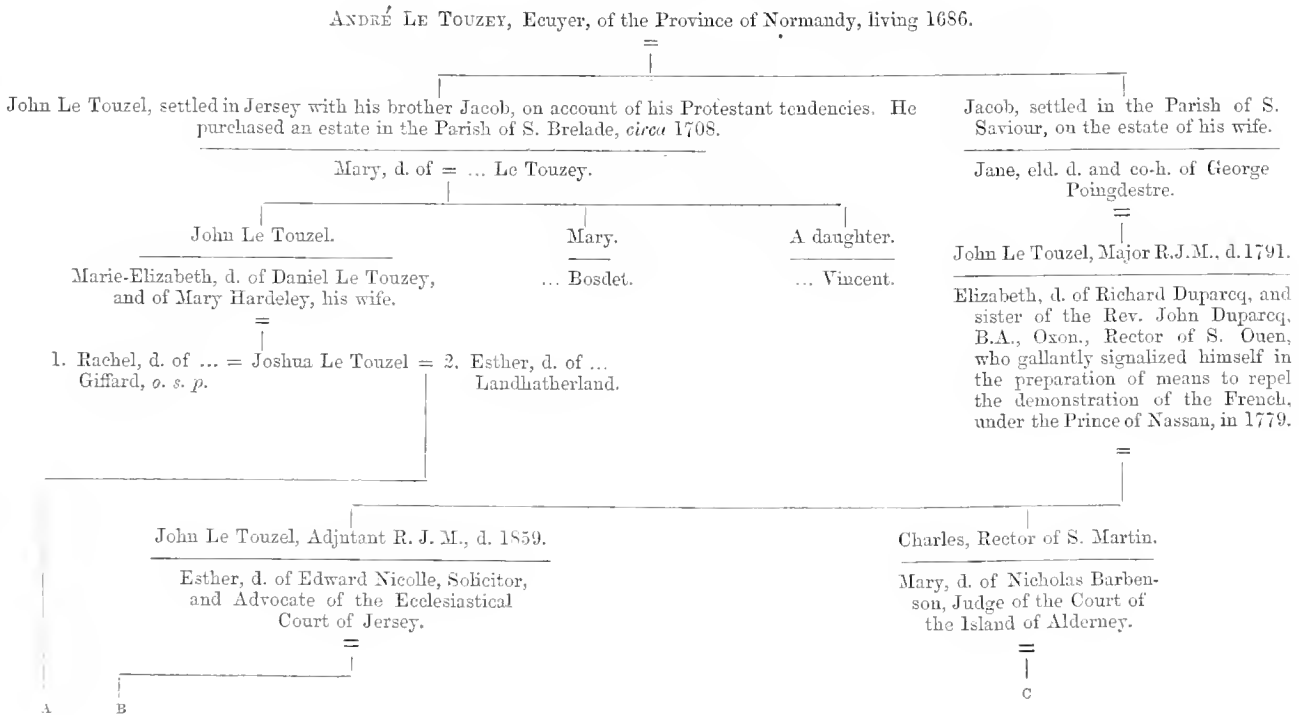 ANDRÉ LE TOUZEY, Ecuyer, of the Province of Normandy, living 1686.
=
John Le Touzel, settled in Jersey with his brother Jacob, on account of his Protestant tendencies. He
purchased an estate in the Parish of S. Brelade, circa 1708.
Jacob, settled in the Parish of S.
Saviour, on the estate of his wife.
Mary, d. of = ... Le Touzey.
Jane, eld. d. and co-h. of George
Poingdestre.
=
John Le Touzel.
Mary.
A daughter.
John Le Touzel, Major R.J.M., d. 1791.
Marie-Elizabeth, d. of Daniel Le Touzey,
and of Mary Hardeley, his wife.
=
... Bosdet.
... Vincent.
Elizabeth, d. of Richard Duparcq, and
sister of the Rev. John Duparcq,
B.A., Oxon., Rector of S. Ouen,
who gallantly signalized himself in
the preparation of means to repel
the demonstration of the French,
under the Prince of Nassan, in 1779.
=
1. Rachel, d. of ... = Joshua Le Touzel = 2. Esther, d. of ...
Giffard, o. s. p.
Landhatherland.
John Le Touzel, Adjutant R. J. M., d. 1859.
Charles, Rector of S. Martin.
Esther, d. of Edward Nicolle, Solicitor,
and Advocate of the Ecclesiastical
Court of Jersey.
=
Mary, d. of Nicholas Barben-
son, Judge of the Court of
the Island of Alderney.
=
A B C